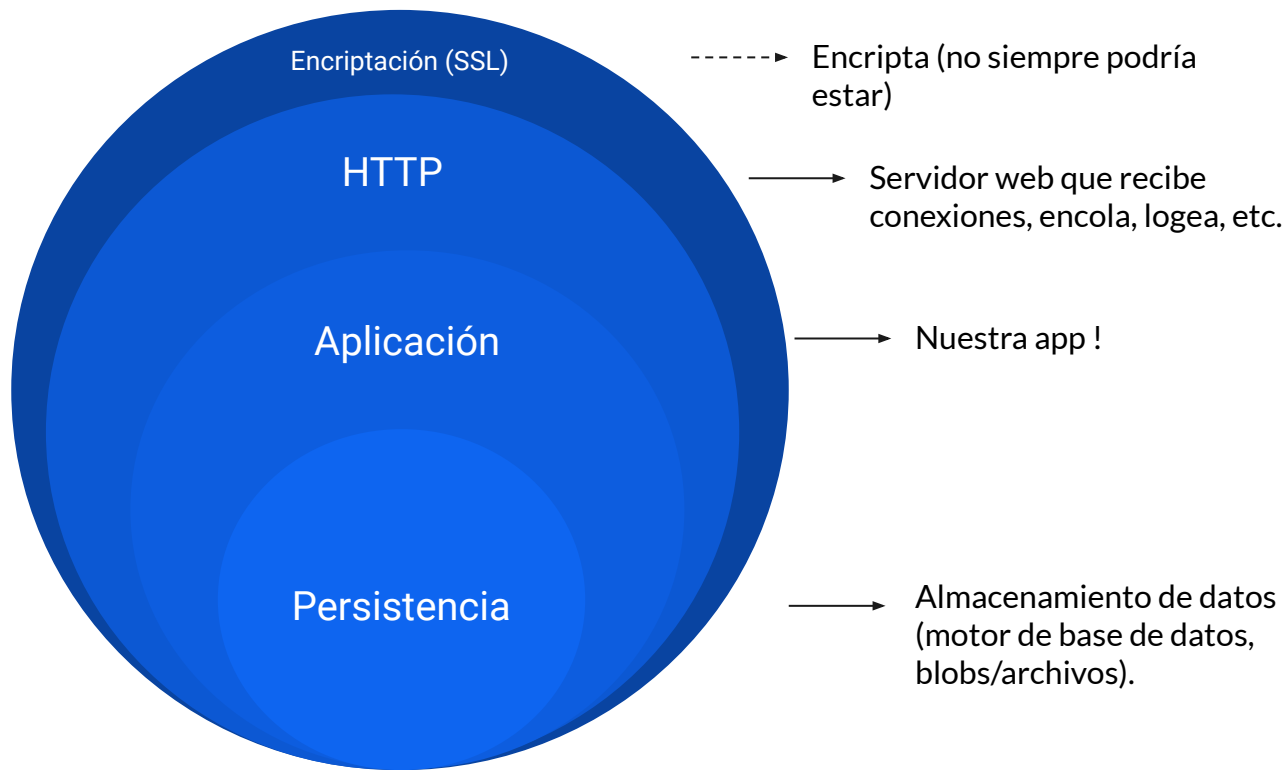 Encriptación (SSL)
Encripta (no siempre podría
estar)
HTTP
Servidor web que recibe
conexiones, encola, logea, etc.
Aplicación
Nuestra app !
Persistencia
Almacenamiento de datos
(motor de base de datos,
blobs/archivos).